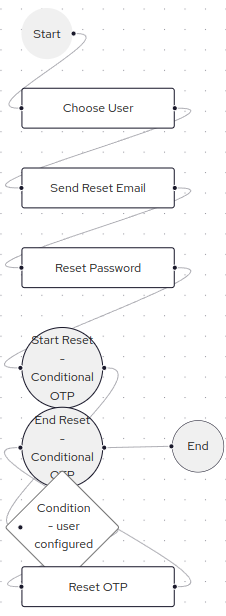 Start
Choose User
Send Reset Email
Reset Password
Start Reset
-
Conditional
OTP
End Reset
-
Conditional
OTP
End
Condition
- user
configured
Reset OTP